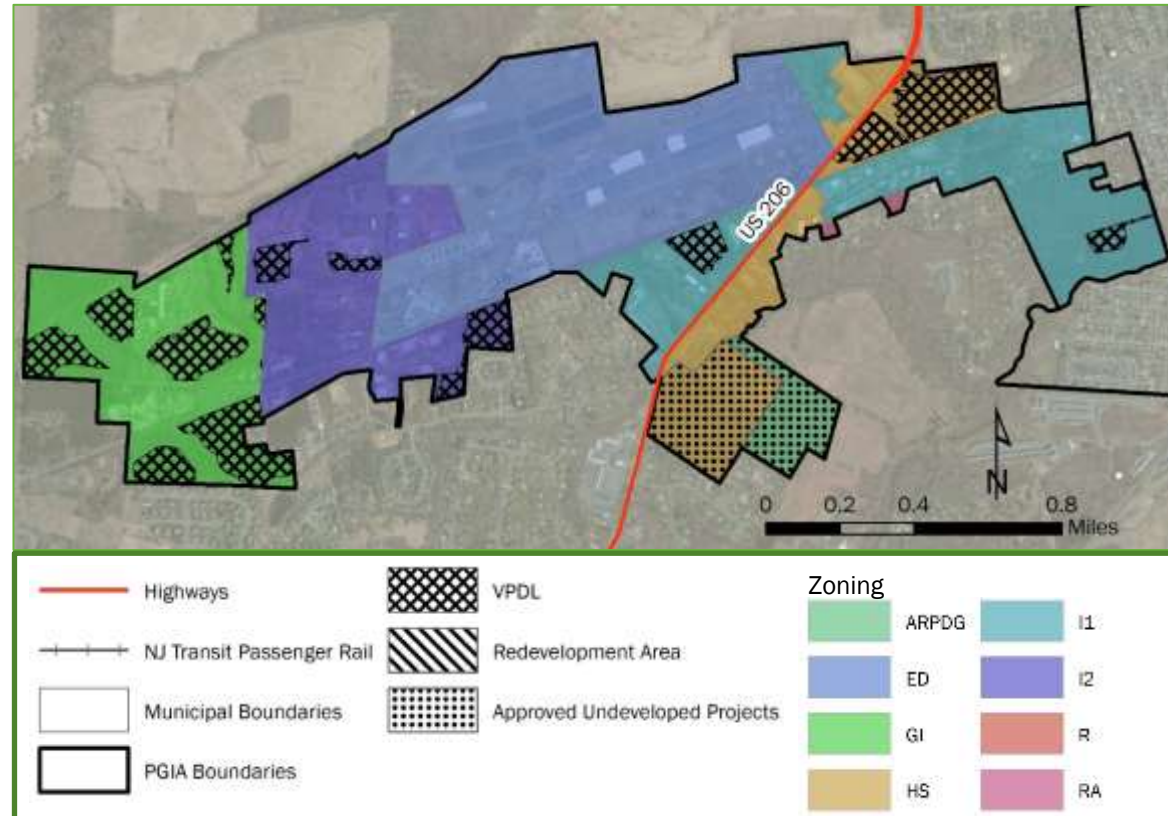 US 206
N
0 0.2 0.4 0.8
Miles
Highways
NJ Transit Passenger Rail
Municipal Boundaries
PGIA Boundaries
VPDL
Redevelopment Area
Approved Undeveloped Projects
Zoning
ARPDG
ED
GI
HS
I1
I2
R
RA